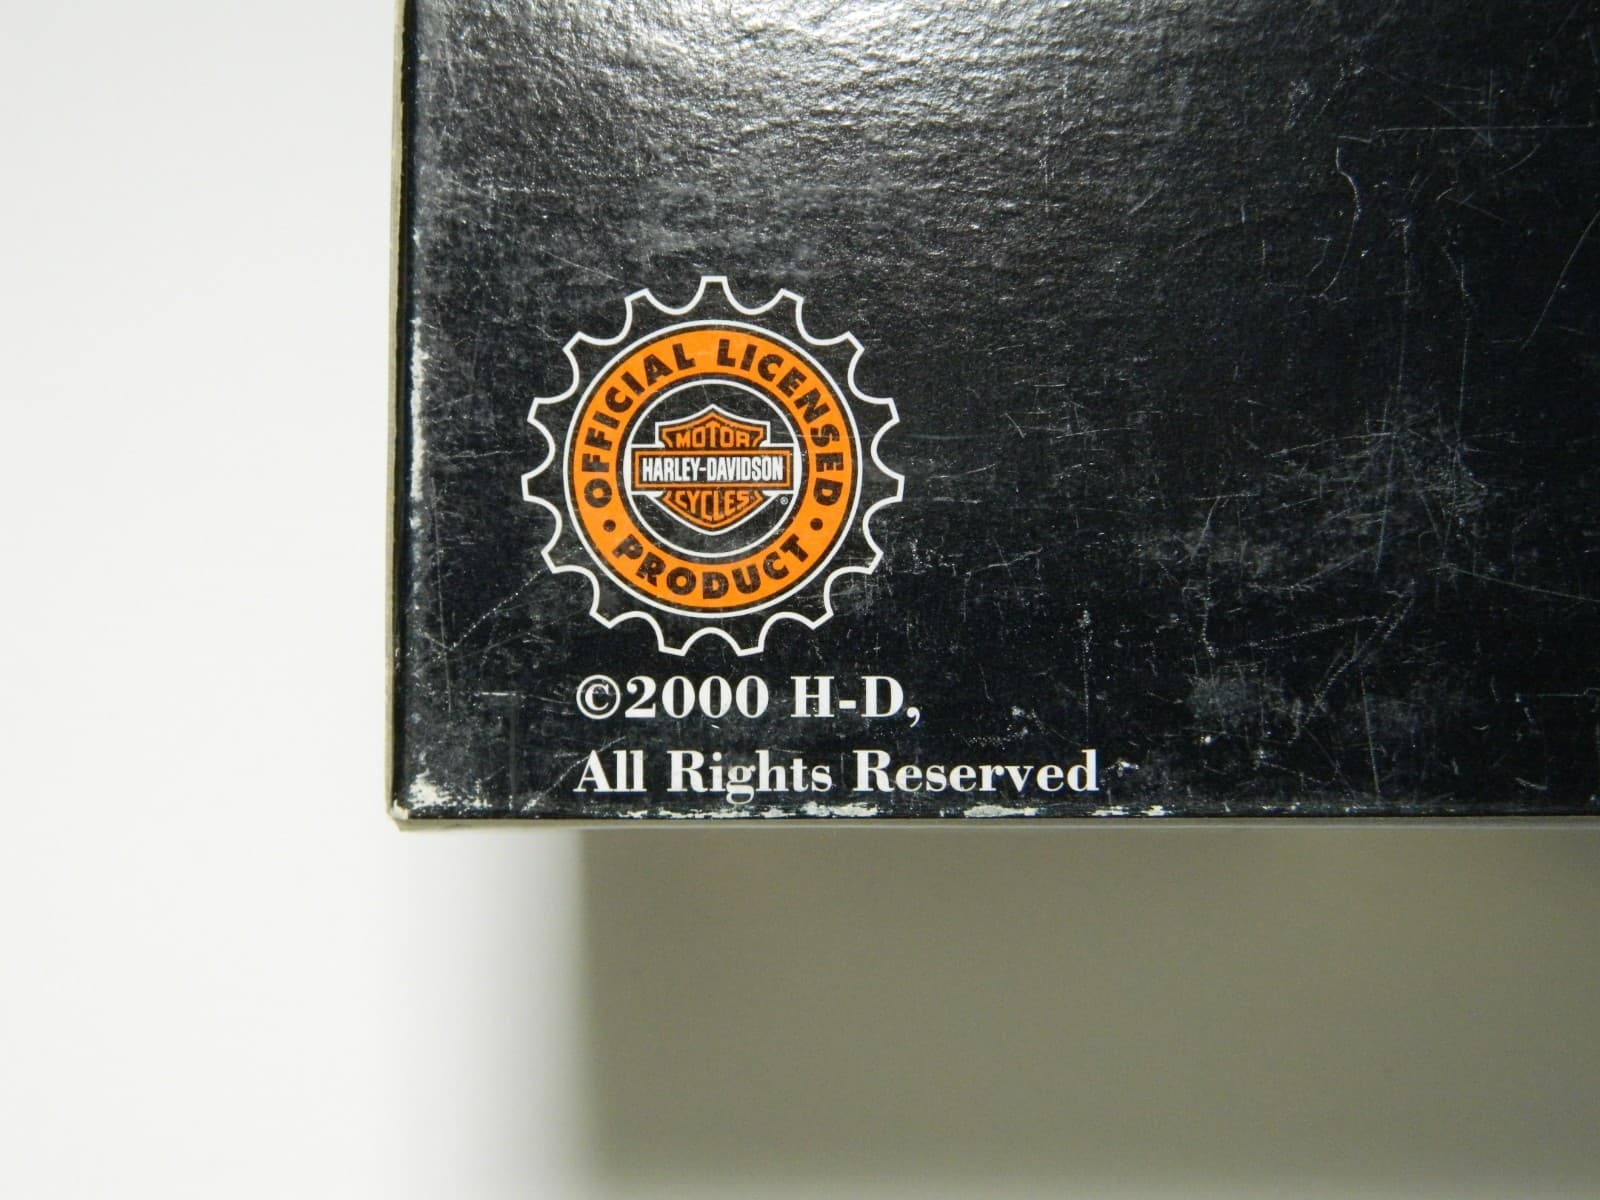 OFFICIAL LICENSED
MOTOR
HARLEY-DAVIDSON
CYCLES ®
• PRODUCT •
©2000 H-D,
All Rights Reserved